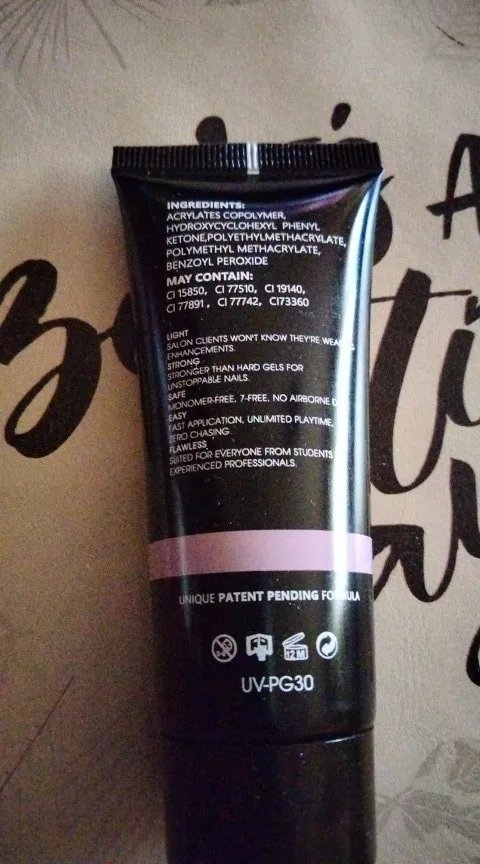 INGREDIENTS:
ACRYLATES COPOLYMER,
HYDROXYCYCLOHEXYL PHENYL
KETONE,POLYETHYLMETHACRYLATE,
POLYMETHYL METHACRYLATE,
BENZOYL PEROXIDE
MAY CONTAIN:
CI 15850, CI 77510, CI 19140,
CI 77891 , CI 77742, CI73360
LIGHT
SALON CLIENTS WON'T KNOW THEY'RE
ENHANCEMENTS.
STRONG
STRONGER THAN HARD GELS FOR
UNSTOPPABLE NAILS.
SAFE
MONOMER-FREE, 7-FREE, NO AIRBORNE
EASY
FAST APPLICATION, UNLIMITED PLAYTIME,
ZERO CHASING
FLAWLESS
SUITED FOR EVERYONE FROM STUDENTS
EXPERIENCED PROFESSIONALS.
UNIQUE PATENT PENDING FORMULA
12 M
UV-PG30